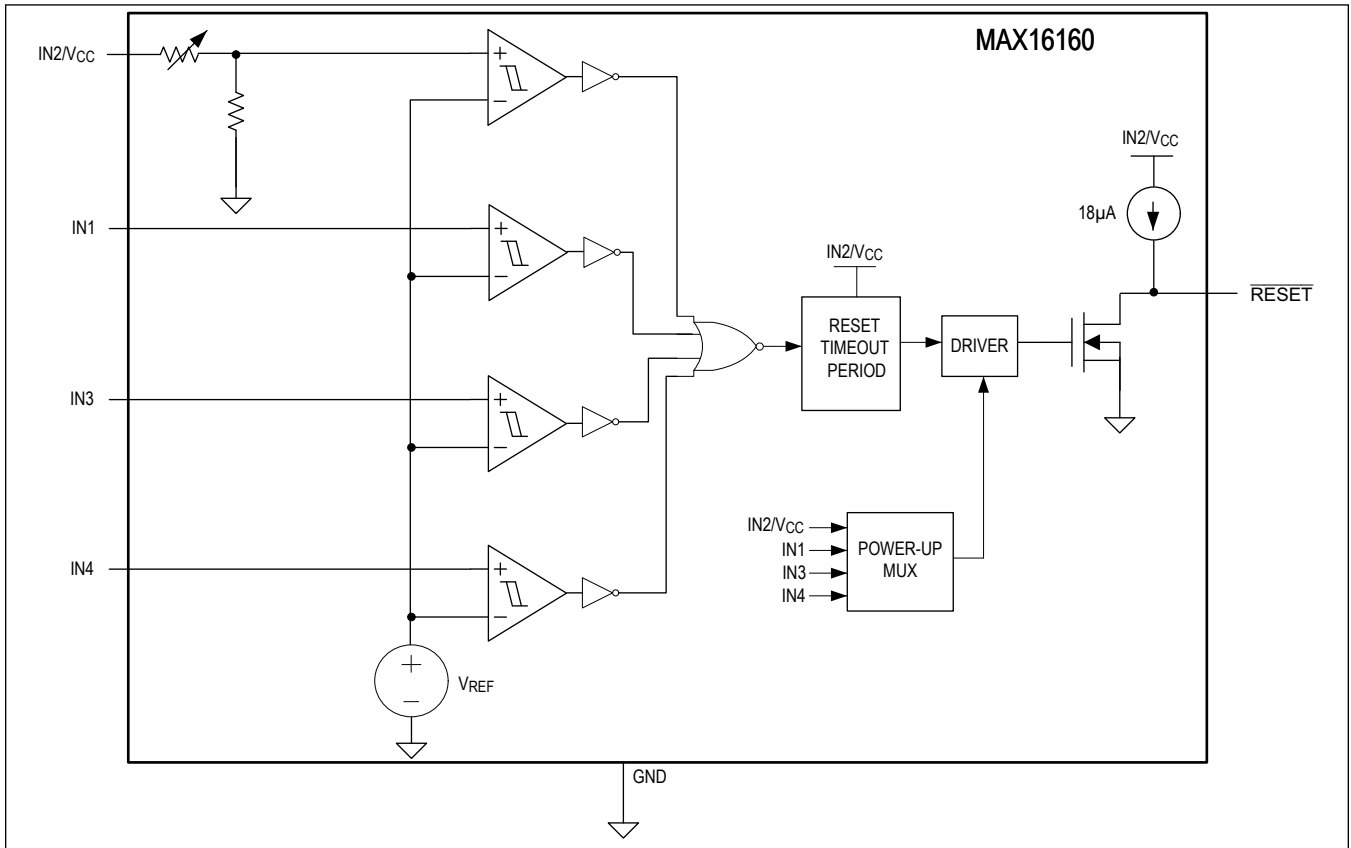 MAX16160
IN2/VCC
+
−
IN2/VCC
18µA
IN1
+
−
IN2/VCC
RESET
RESET
TIMEOUT
PERIOD
DRIVER
IN3
+
−
IN2/VCC
IN1
IN3
IN4
POWER-UP
MUX
IN4
+
−
+
−
VREF
GND